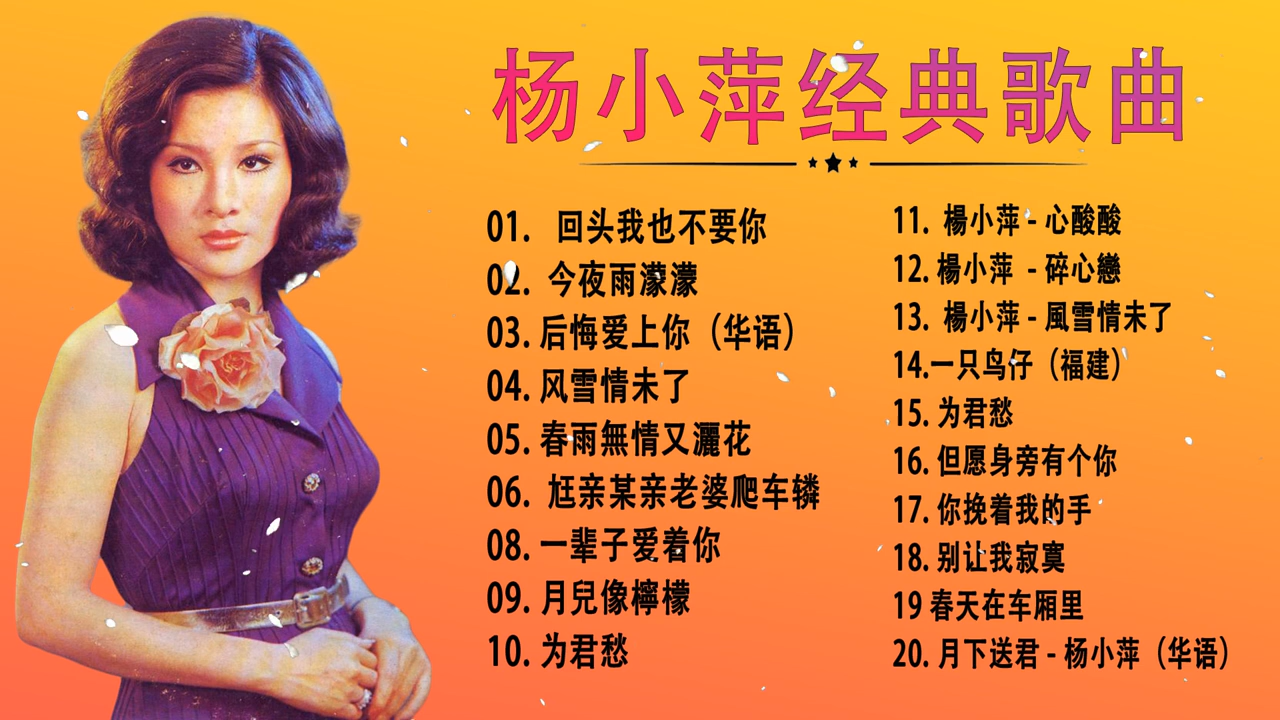 杨小萍经典歌曲
01. 回头我也不要你
02. 今夜雨濛濛
03. 后悔爱上你（华语）
04. 风雪情未了
05. 春雨無情又灑花
06. 尪亲某亲老婆爬车辚
08. 一辈子爱着你
09. 月兒像檸檬
10. 为君愁
11. 楊小萍 - 心酸酸
12. 楊小萍 - 碎心戀
13. 楊小萍 - 風雪情未了
14.一只鸟仔（福建）
15. 为君愁
16. 但愿身旁有个你
17. 你挽着我的手
18. 别让我寂寞
19 春天在车厢里
20. 月下送君 - 杨小萍（华语）